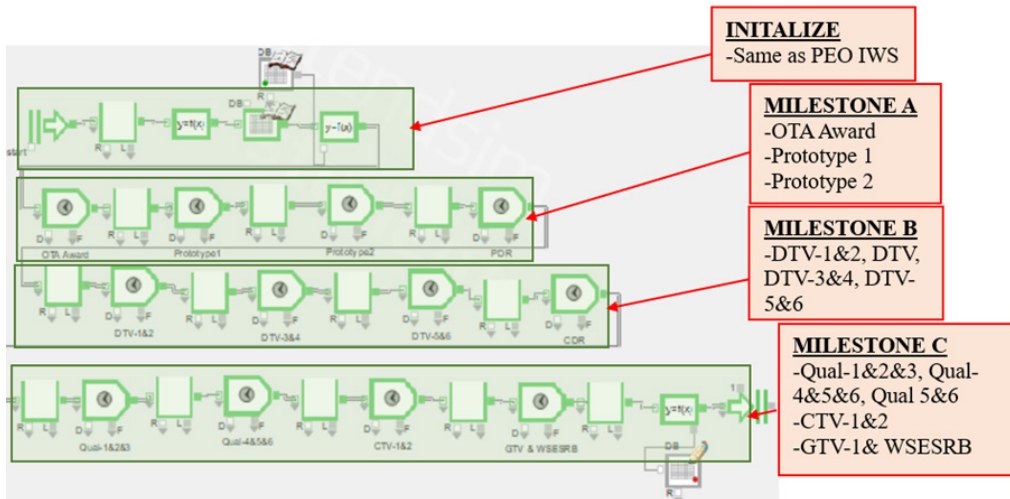 INITALIZE
-Same as PEO IWS
MILESTONE A
-OTA Award
-Prototype 1
-Prototype 2
MILESTONE B
-DTV-1&2, DTV,
DTV-3&4, DTV-
5&6
MILESTONE C
-Qual-1&2&3, Qual-
4&5&6, Qual 5&6
-CTV-1&2
-GTV-1& WSESRB
DB
R
start
R L
y=f(x)
DB
y=f(x)
D F R L D F R L D F R L D F
OTA Award
Prototype1
Prototype2
PDR
R L D F R L D F R L D F R L D F
DTV-1&2
DTV-3&4
DTV-5&6
CDR
R L D F R L D F R L D F R L D F R L
y=f(x)
1
Qual-1&2&3
Qual-4&5&6
CTV-1&2
GTV & WSESRB
DB
R